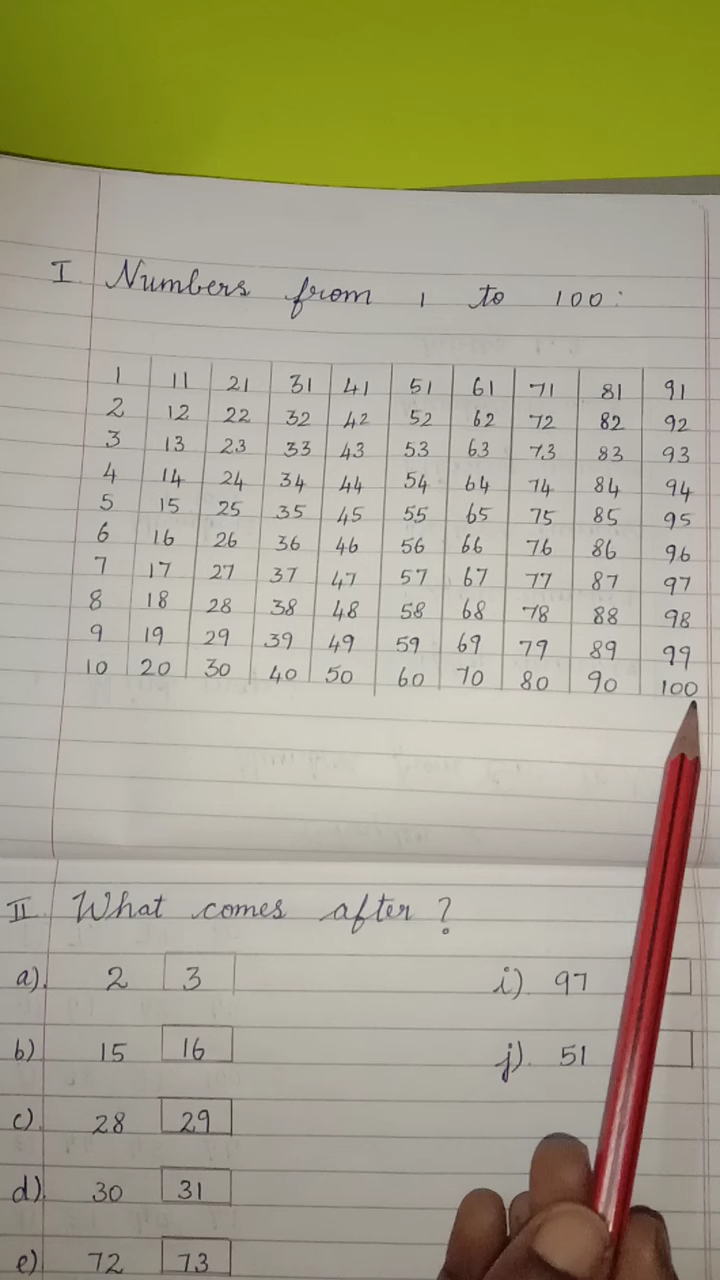 I Numbers from 1 to 100:
1 11 21 31 41 51 61 71 81 91
2 12 22 32 42 52 62 72 82 92
3 13 23 33 43 53 63 73 83 93
4 14 24 34 44 54 64 74 84 94
5 15 25 35 45 55 65 75 85 95
6 16 26 36 46 56 66 76 86 96
7 17 27 37 47 57 67 77 87 97
8 18 28 38 48 58 68 78 88 98
9 19 29 39 49 59 69 79 89 99
10 20 30 40 50 60 70 80 90 100
II What comes after ?
a) 2 3 i) 97
b) 15 16 j) 51
c) 28 29
d) 30 31
e) 72 73